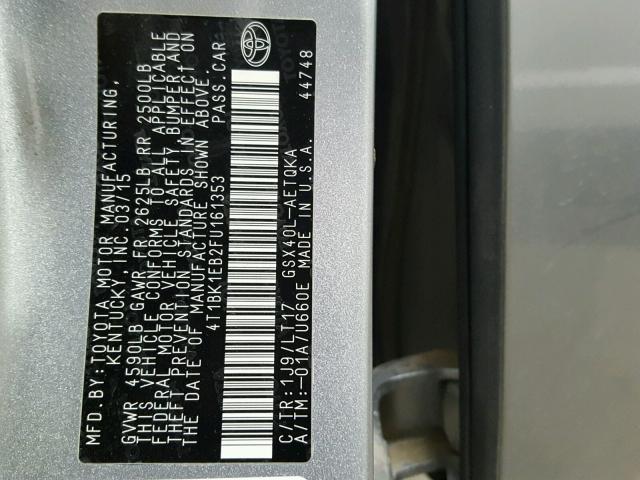 MFD. BY: TOYOTA MOTOR MANUFACTURING,
KENTUCKY, INC. 03/15
GVWR 4590LB GAWR FR 2625LB RR 2500LB
THIS VEHICLE CONFORMS TO ALL APPLICABLE
FEDERAL MOTOR VEHICLE SAFETY, BUMPER, AND
THEFT PREVENTION STANDARDS IN EFFECT ON
THE DATE OF MANUFACTURE SHOWN ABOVE.
4T1BK1EB2FU161353 PASS. CAR
C/TR: 1J9/LT17 GSX40L-AETQKA
A/TM: -01A/U660E MADE IN U.S.A.
44748